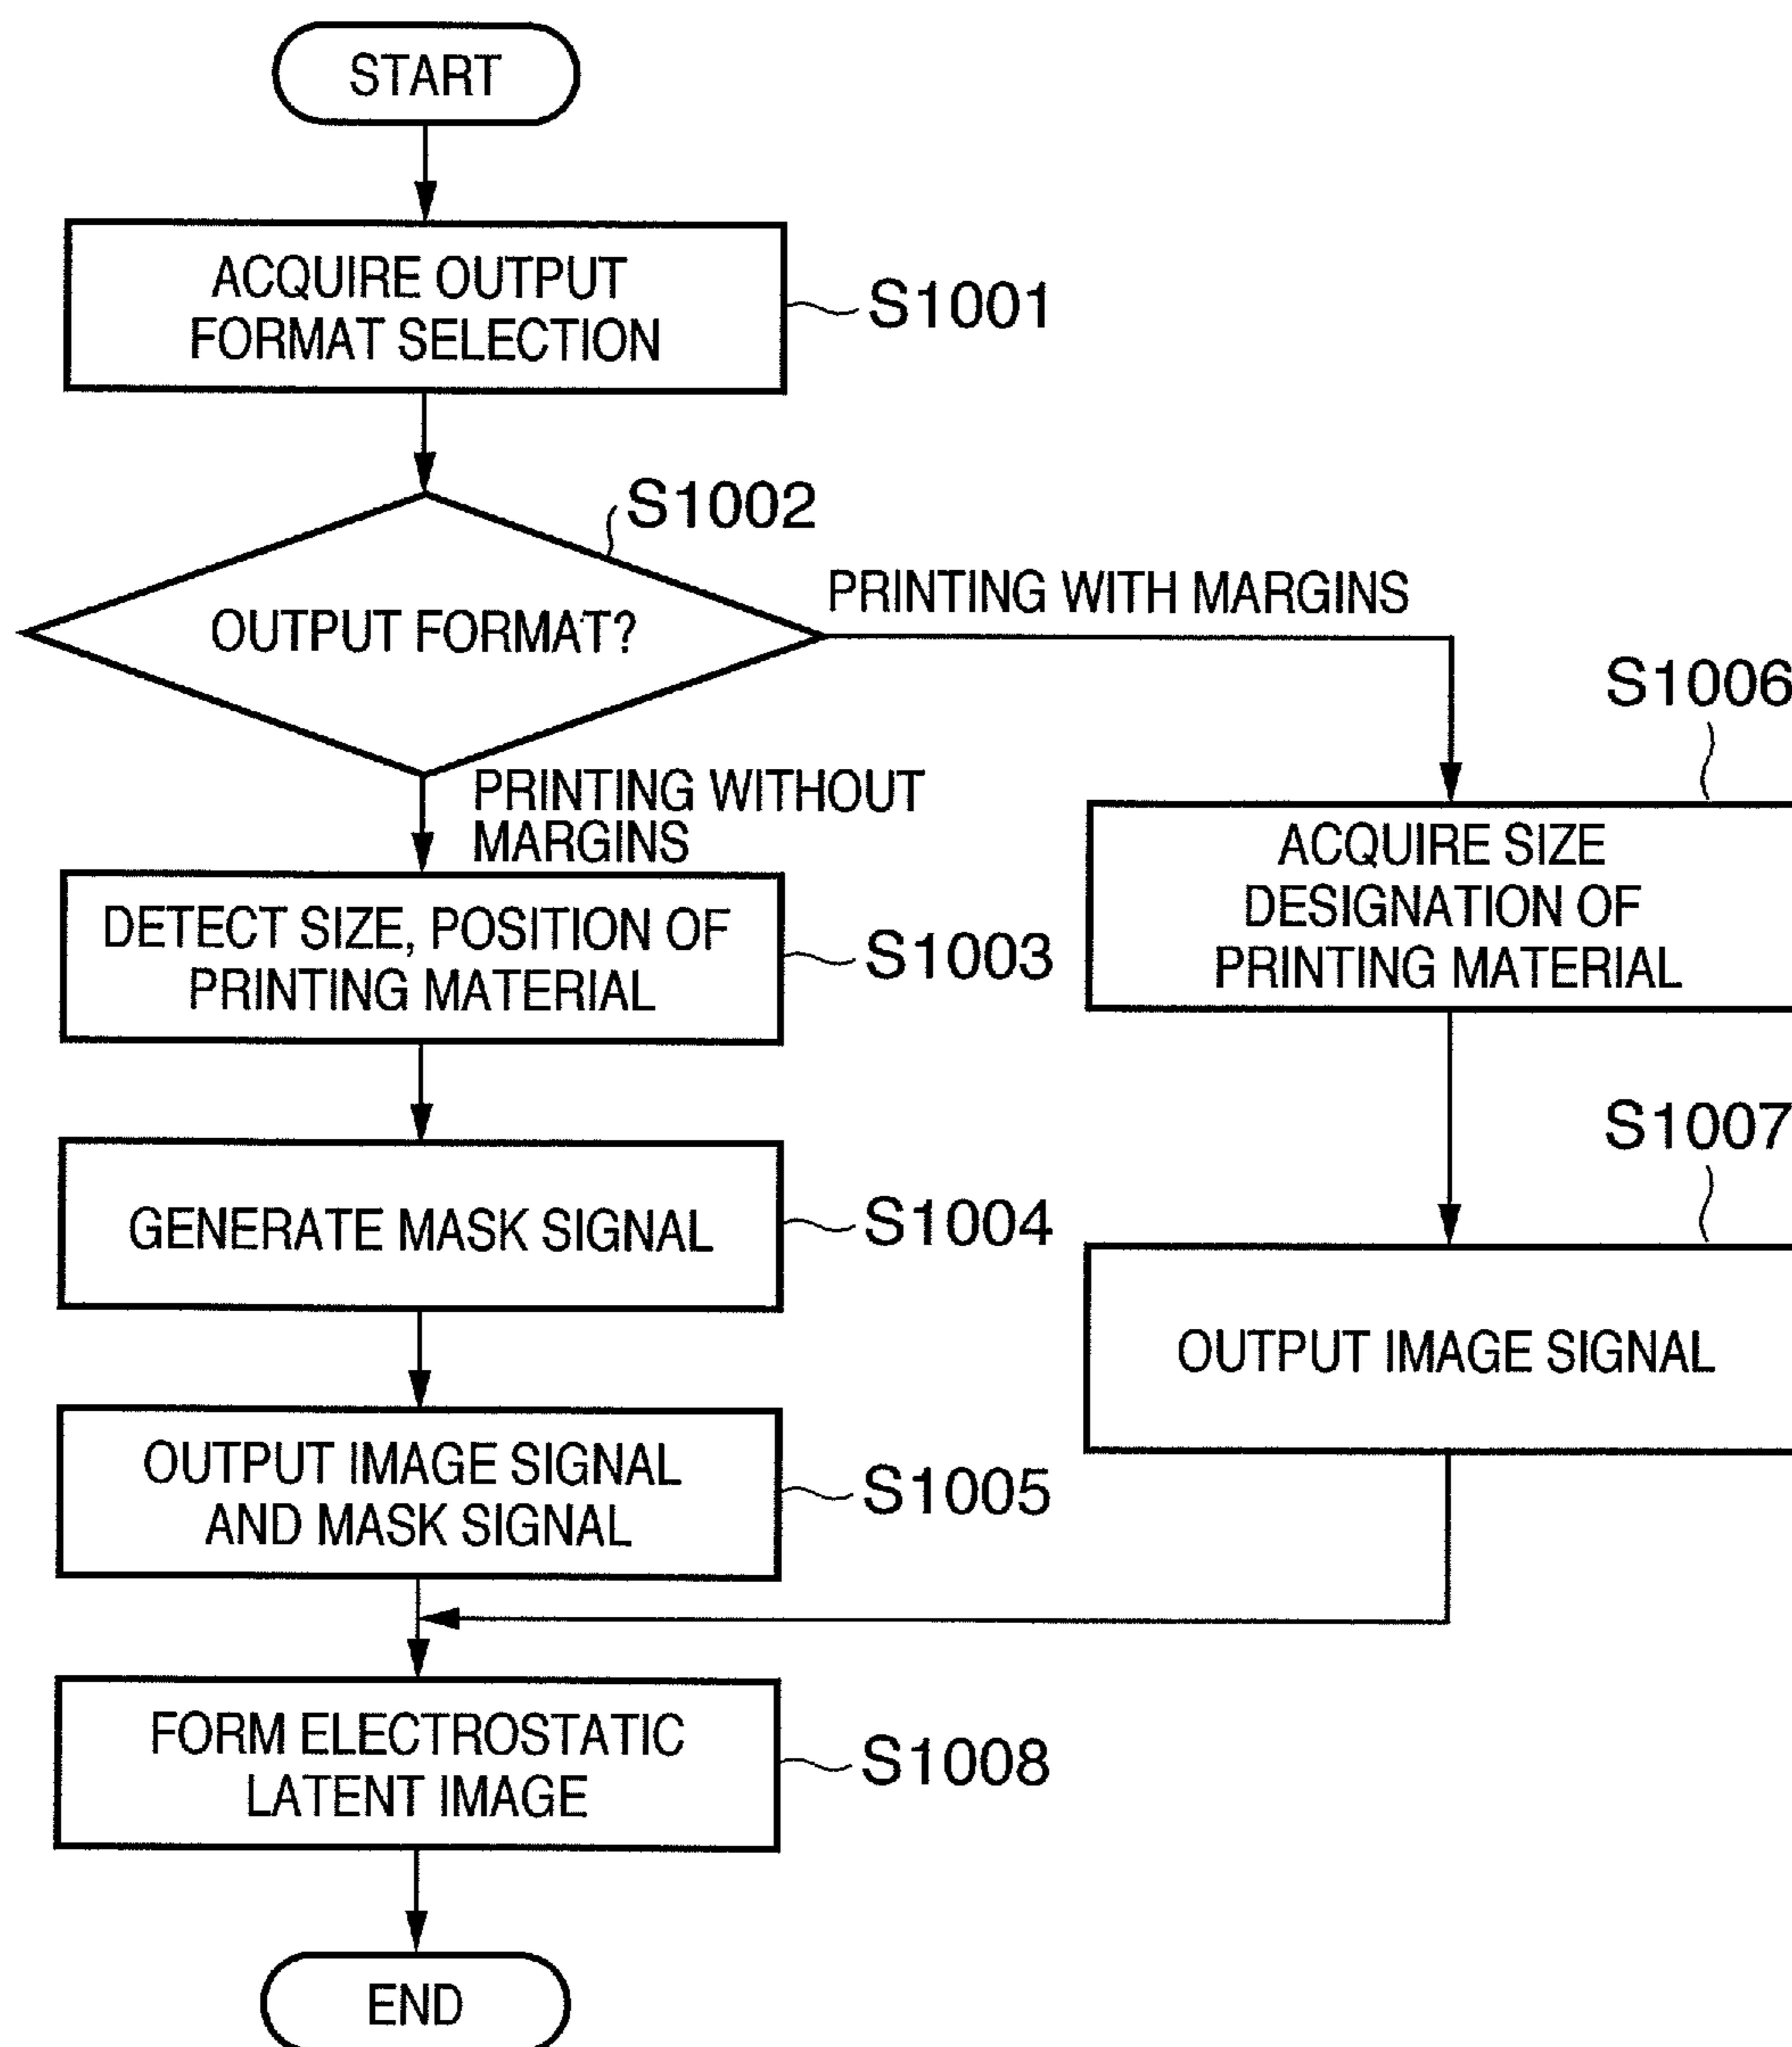 START
ACQUIRE OUTPUT
FORMAT SELECTION
S1001
S1002
OUTPUT FORMAT?
PRINTING WITH MARGINS
PRINTING WITHOUT
MARGINS
DETECT SIZE, POSITION OF
PRINTING MATERIAL
S1003
GENERATE MASK SIGNAL
S1004
OUTPUT IMAGE SIGNAL
AND MASK SIGNAL
S1005
S1006
ACQUIRE SIZE
DESIGNATION OF
PRINTING MATERIAL
S1007
OUTPUT IMAGE SIGNAL
FORM ELECTROSTATIC
LATENT IMAGE
S1008
END